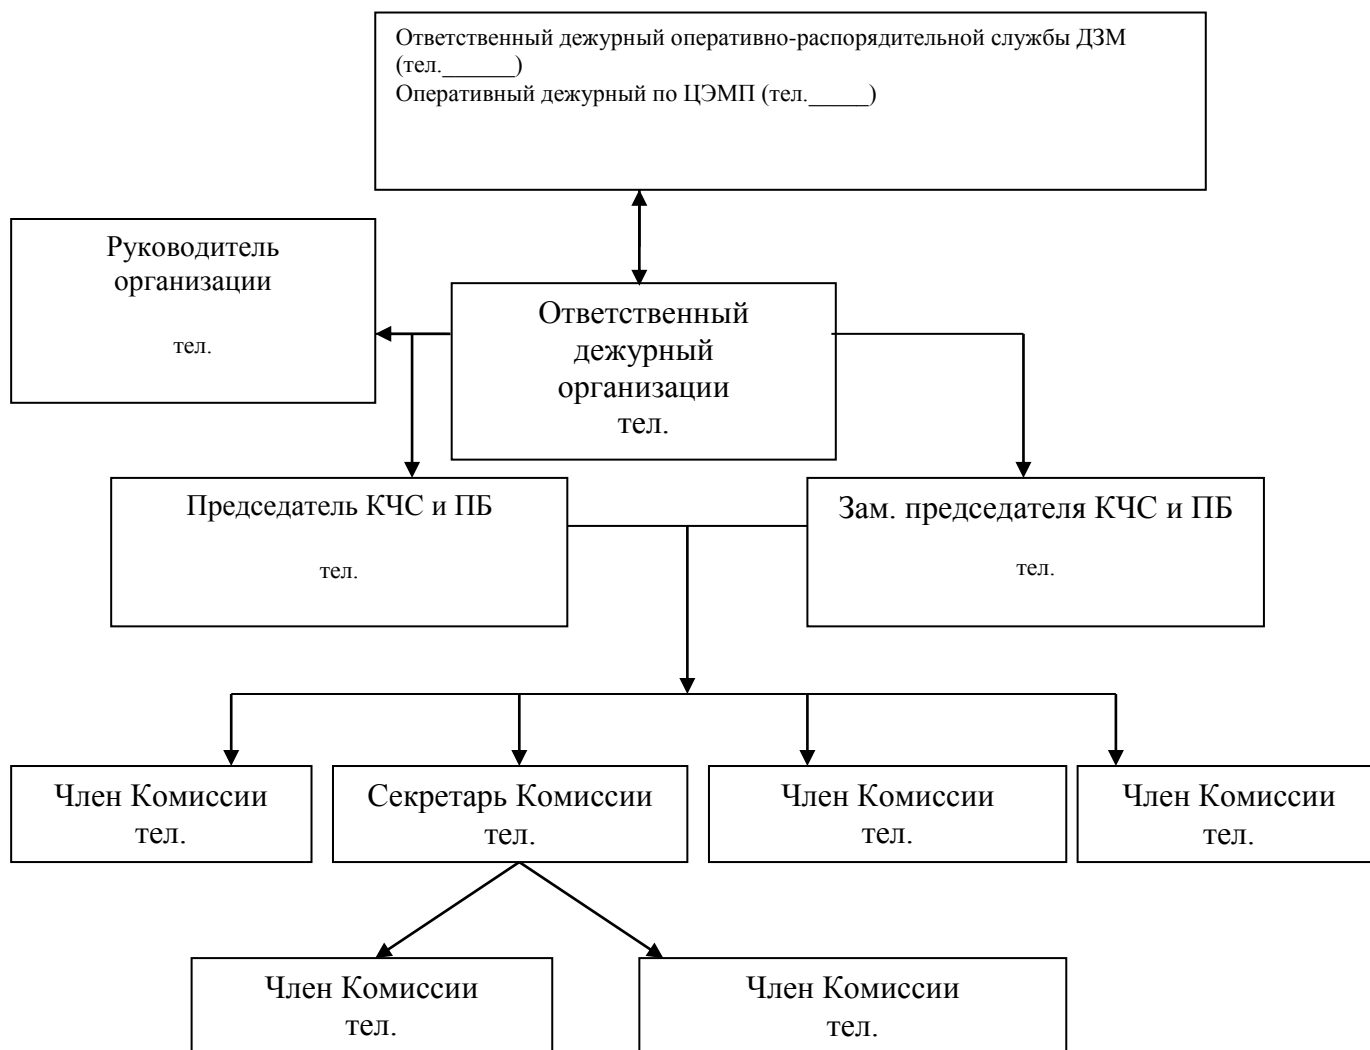 Ответственный дежурный оперативно-распорядительной службы ДЗМ
(тел.______)
Оперативный дежурный по ЦЭМП (тел._____)
Руководитель
организации
тел.
Ответственный
дежурный
организации
тел.
Председатель КЧС и ПБ
тел.
Зам. председателя КЧС и ПБ
тел.
Член Комиссии
тел.
Секретарь Комиссии
тел.
Член Комиссии
тел.
Член Комиссии
тел.
Член Комиссии
тел.
Член Комиссии
тел.